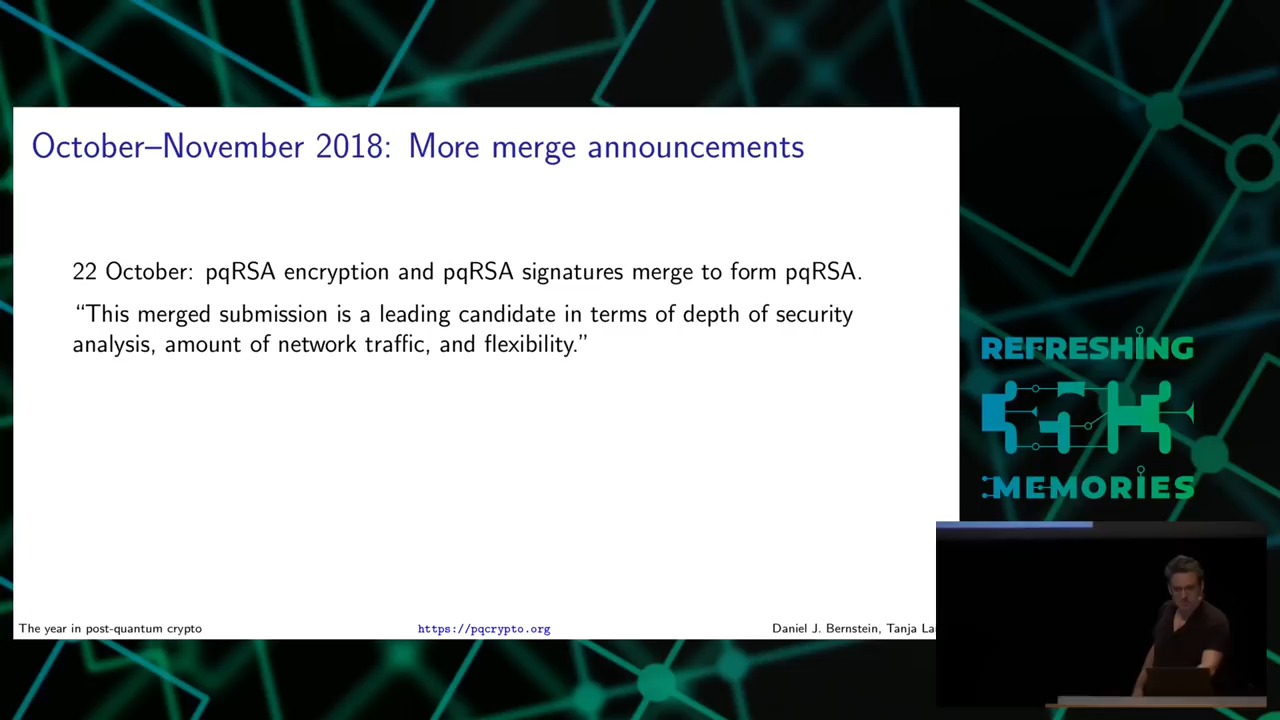 October–November 2018: More merge announcements
22 October: pqRSA encryption and pqRSA signatures merge to form pqRSA.
“This merged submission is a leading candidate in terms of depth of security
analysis, amount of network traffic, and flexibility.”
REFRESHING
MEMORIES
The year in post-quantum crypto
https://pqcrypto.org
Daniel J. Bernstein, Tanja